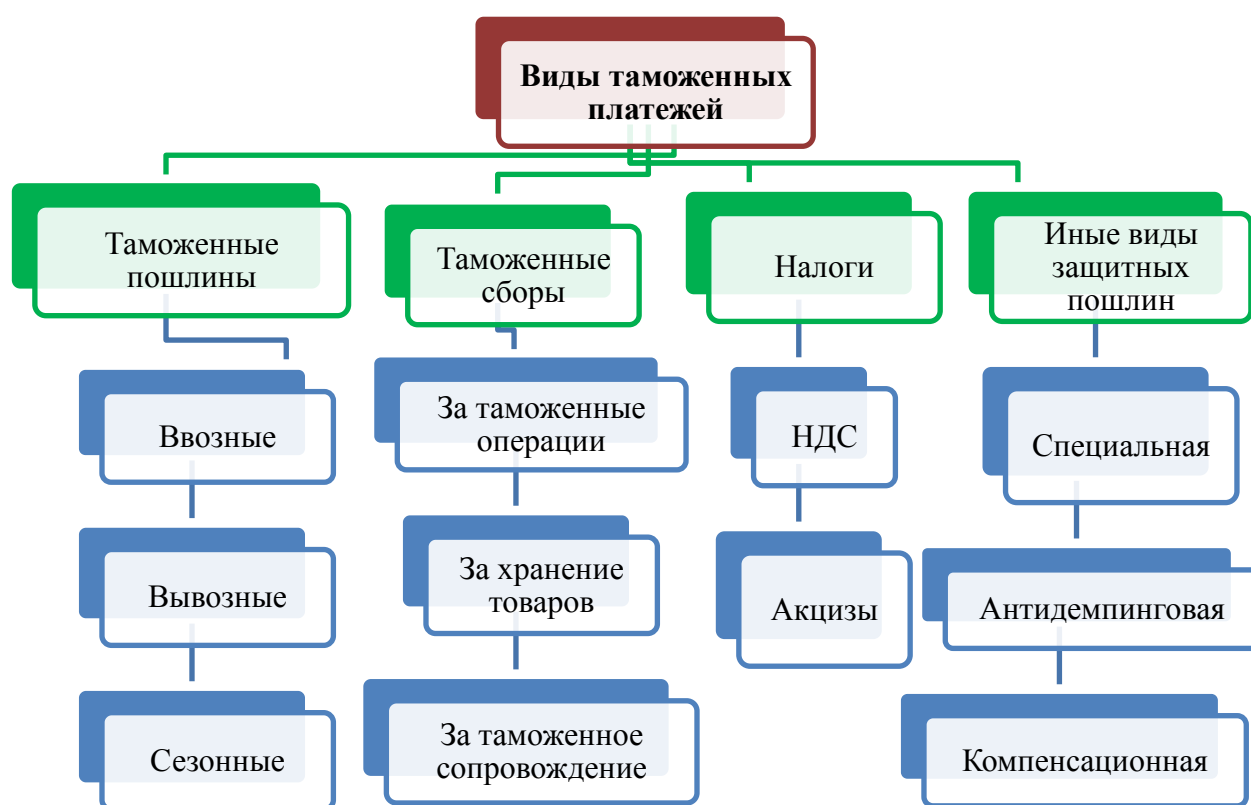 Виды таможенных
платежей
Таможенные
пошлины
Ввозные
Вывозные
Сезонные
Таможенные
сборы
За таможенные
операции
За хранение
товаров
За таможенное
сопровождение
Налоги
НДС
Акцизы
Иные виды
защитных
пошлин
Специальная
Антидемпинговая
Компенсационная